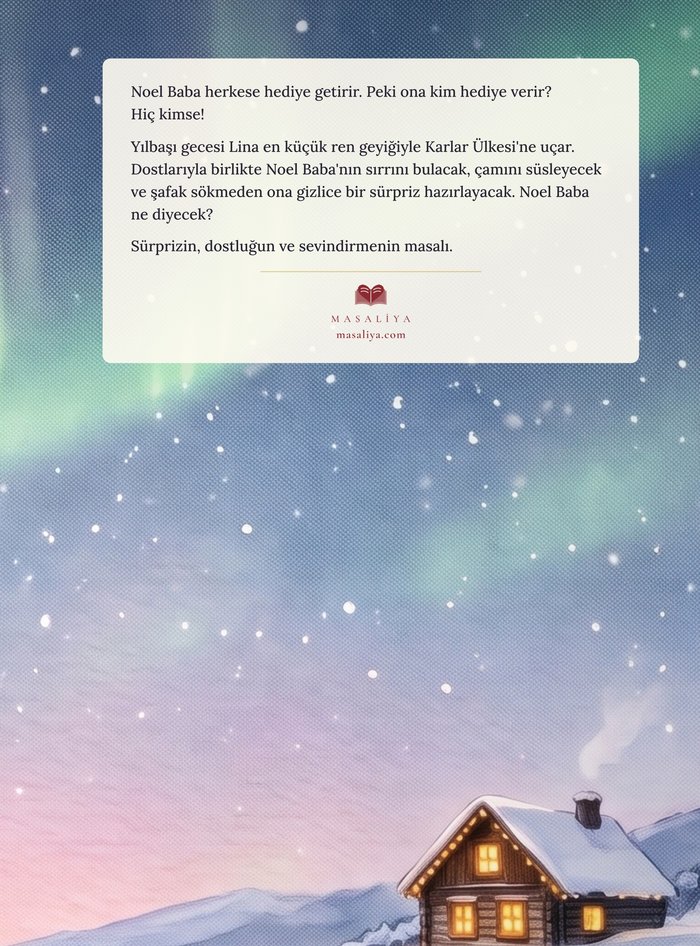 Noel Baba herkese hediye getirir. Peki ona kim hediye verir?
Hiç kimse!
Yılbaşı gecesi Lina en küçük ren geyiğiyle Karlar Ülkesi'ne uçar.
Dostlarıyla birlikte Noel Baba'nın sırrını bulacak, çamını süsleyecek
ve şafak sökmeden ona gizlice bir sürpriz hazırlayacak. Noel Baba
ne diyecek?
Sürprizin, dostluğun ve sevindirmenin masalı.
MASALİYA
masaliya.com